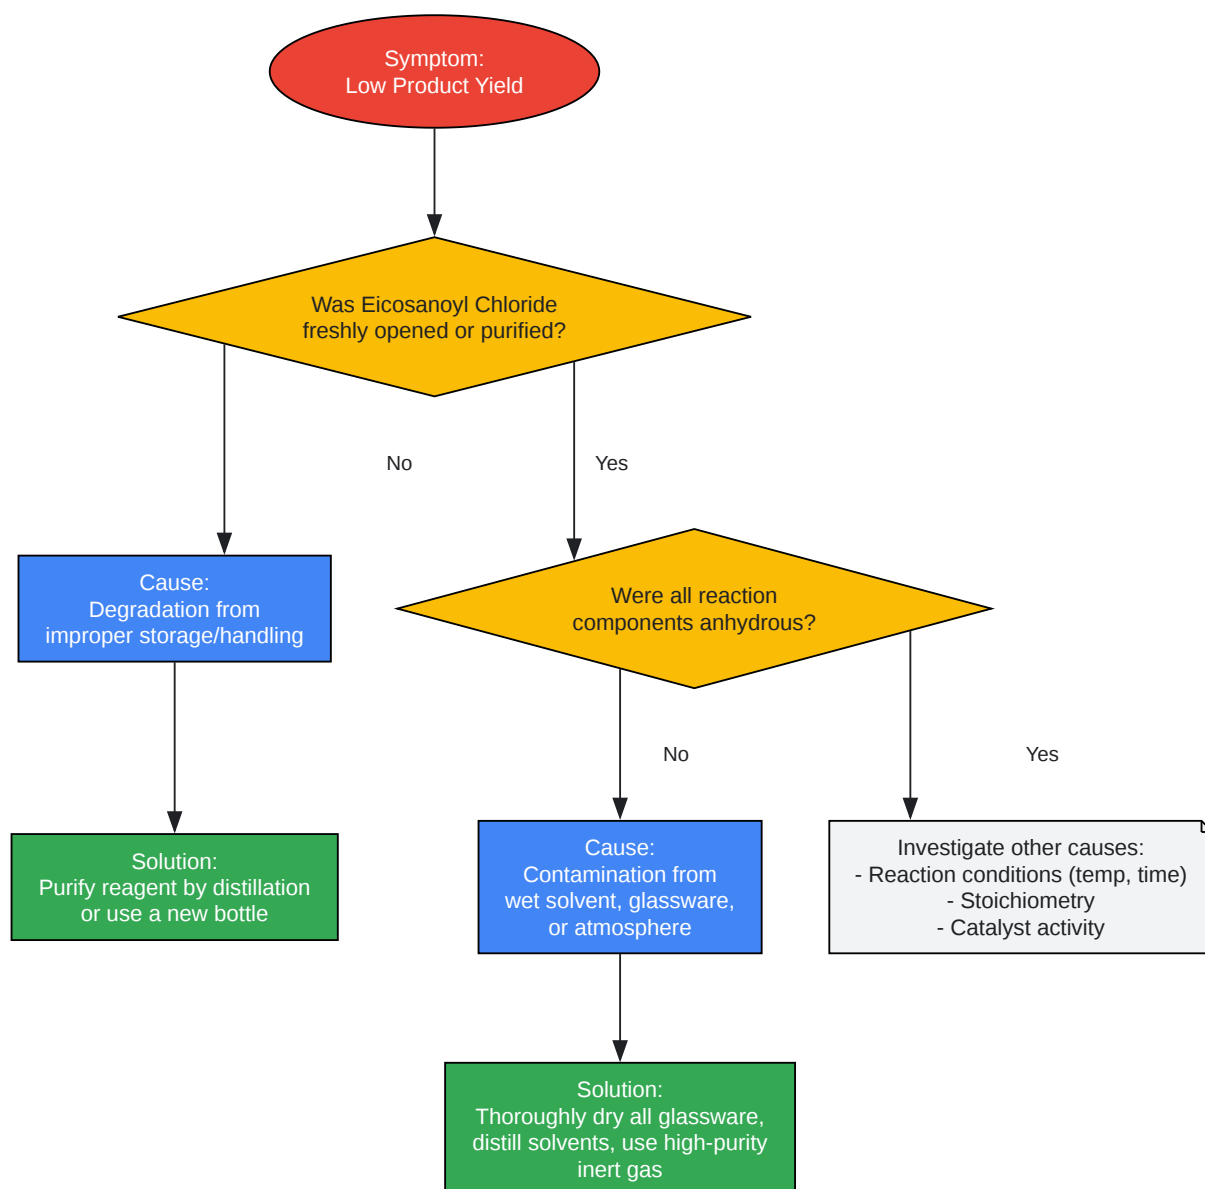 Symptom:
Low Product Yield
Was Eicosanoyl Chloride
freshly opened or purified?
No
Yes
Cause:
Degradation from
improper storage/handling
Were all reaction
components anhydrous?
No
Yes
Solution:
Purify reagent by distillation
or use a new bottle
Cause:
Contamination from
wet solvent, glassware,
or atmosphere
Investigate other causes:
- Reaction conditions (temp, time)
- Stoichiometry
- Catalyst activity
Solution:
Thoroughly dry all glassware,
distill solvents, use high-purity
inert gas